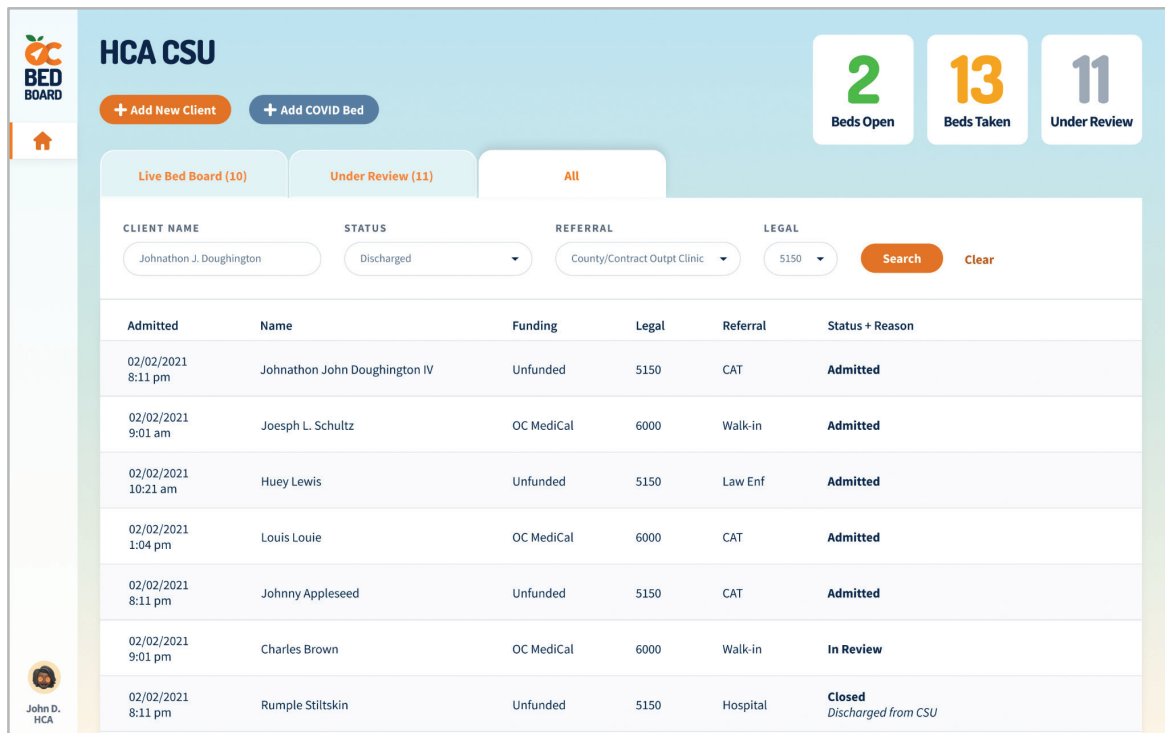 OC
BED
BOARD
HCA CSU
+ Add New Client
+ Add COVID Bed
2
Beds Open
13
Beds Taken
11
Under Review
Live Bed Board (10)
Under Review (11)
All
CLIENT NAME
STATUS
REFERRAL
LEGAL
Johnathon J. Doughington
Discharged
County/Contract Outpt Clinic
5150
Search
Clear
Admitted Name Funding Legal Referral Status + Reason
02/02/2021
8:11 pm
Johnathon John Doughington IV Unfunded 5150 CAT Admitted
02/02/2021
9:01 am
Joesph L. Schultz OC MediCal 6000 Walk-in Admitted
02/02/2021
10:21 am
Huey Lewis Unfunded 5150 Law Enf Admitted
02/02/2021
1:04 pm
Louis Louie OC MediCal 6000 CAT Admitted
02/02/2021
8:11 pm
Johnny Appleseed Unfunded 5150 CAT Admitted
02/02/2021
9:01 pm
Charles Brown OC MediCal 6000 Walk-in In Review
02/02/2021
8:11 pm
Rumple Stiltskin Unfunded 5150 Hospital Closed
Discharged from CSU
John D.
HCA